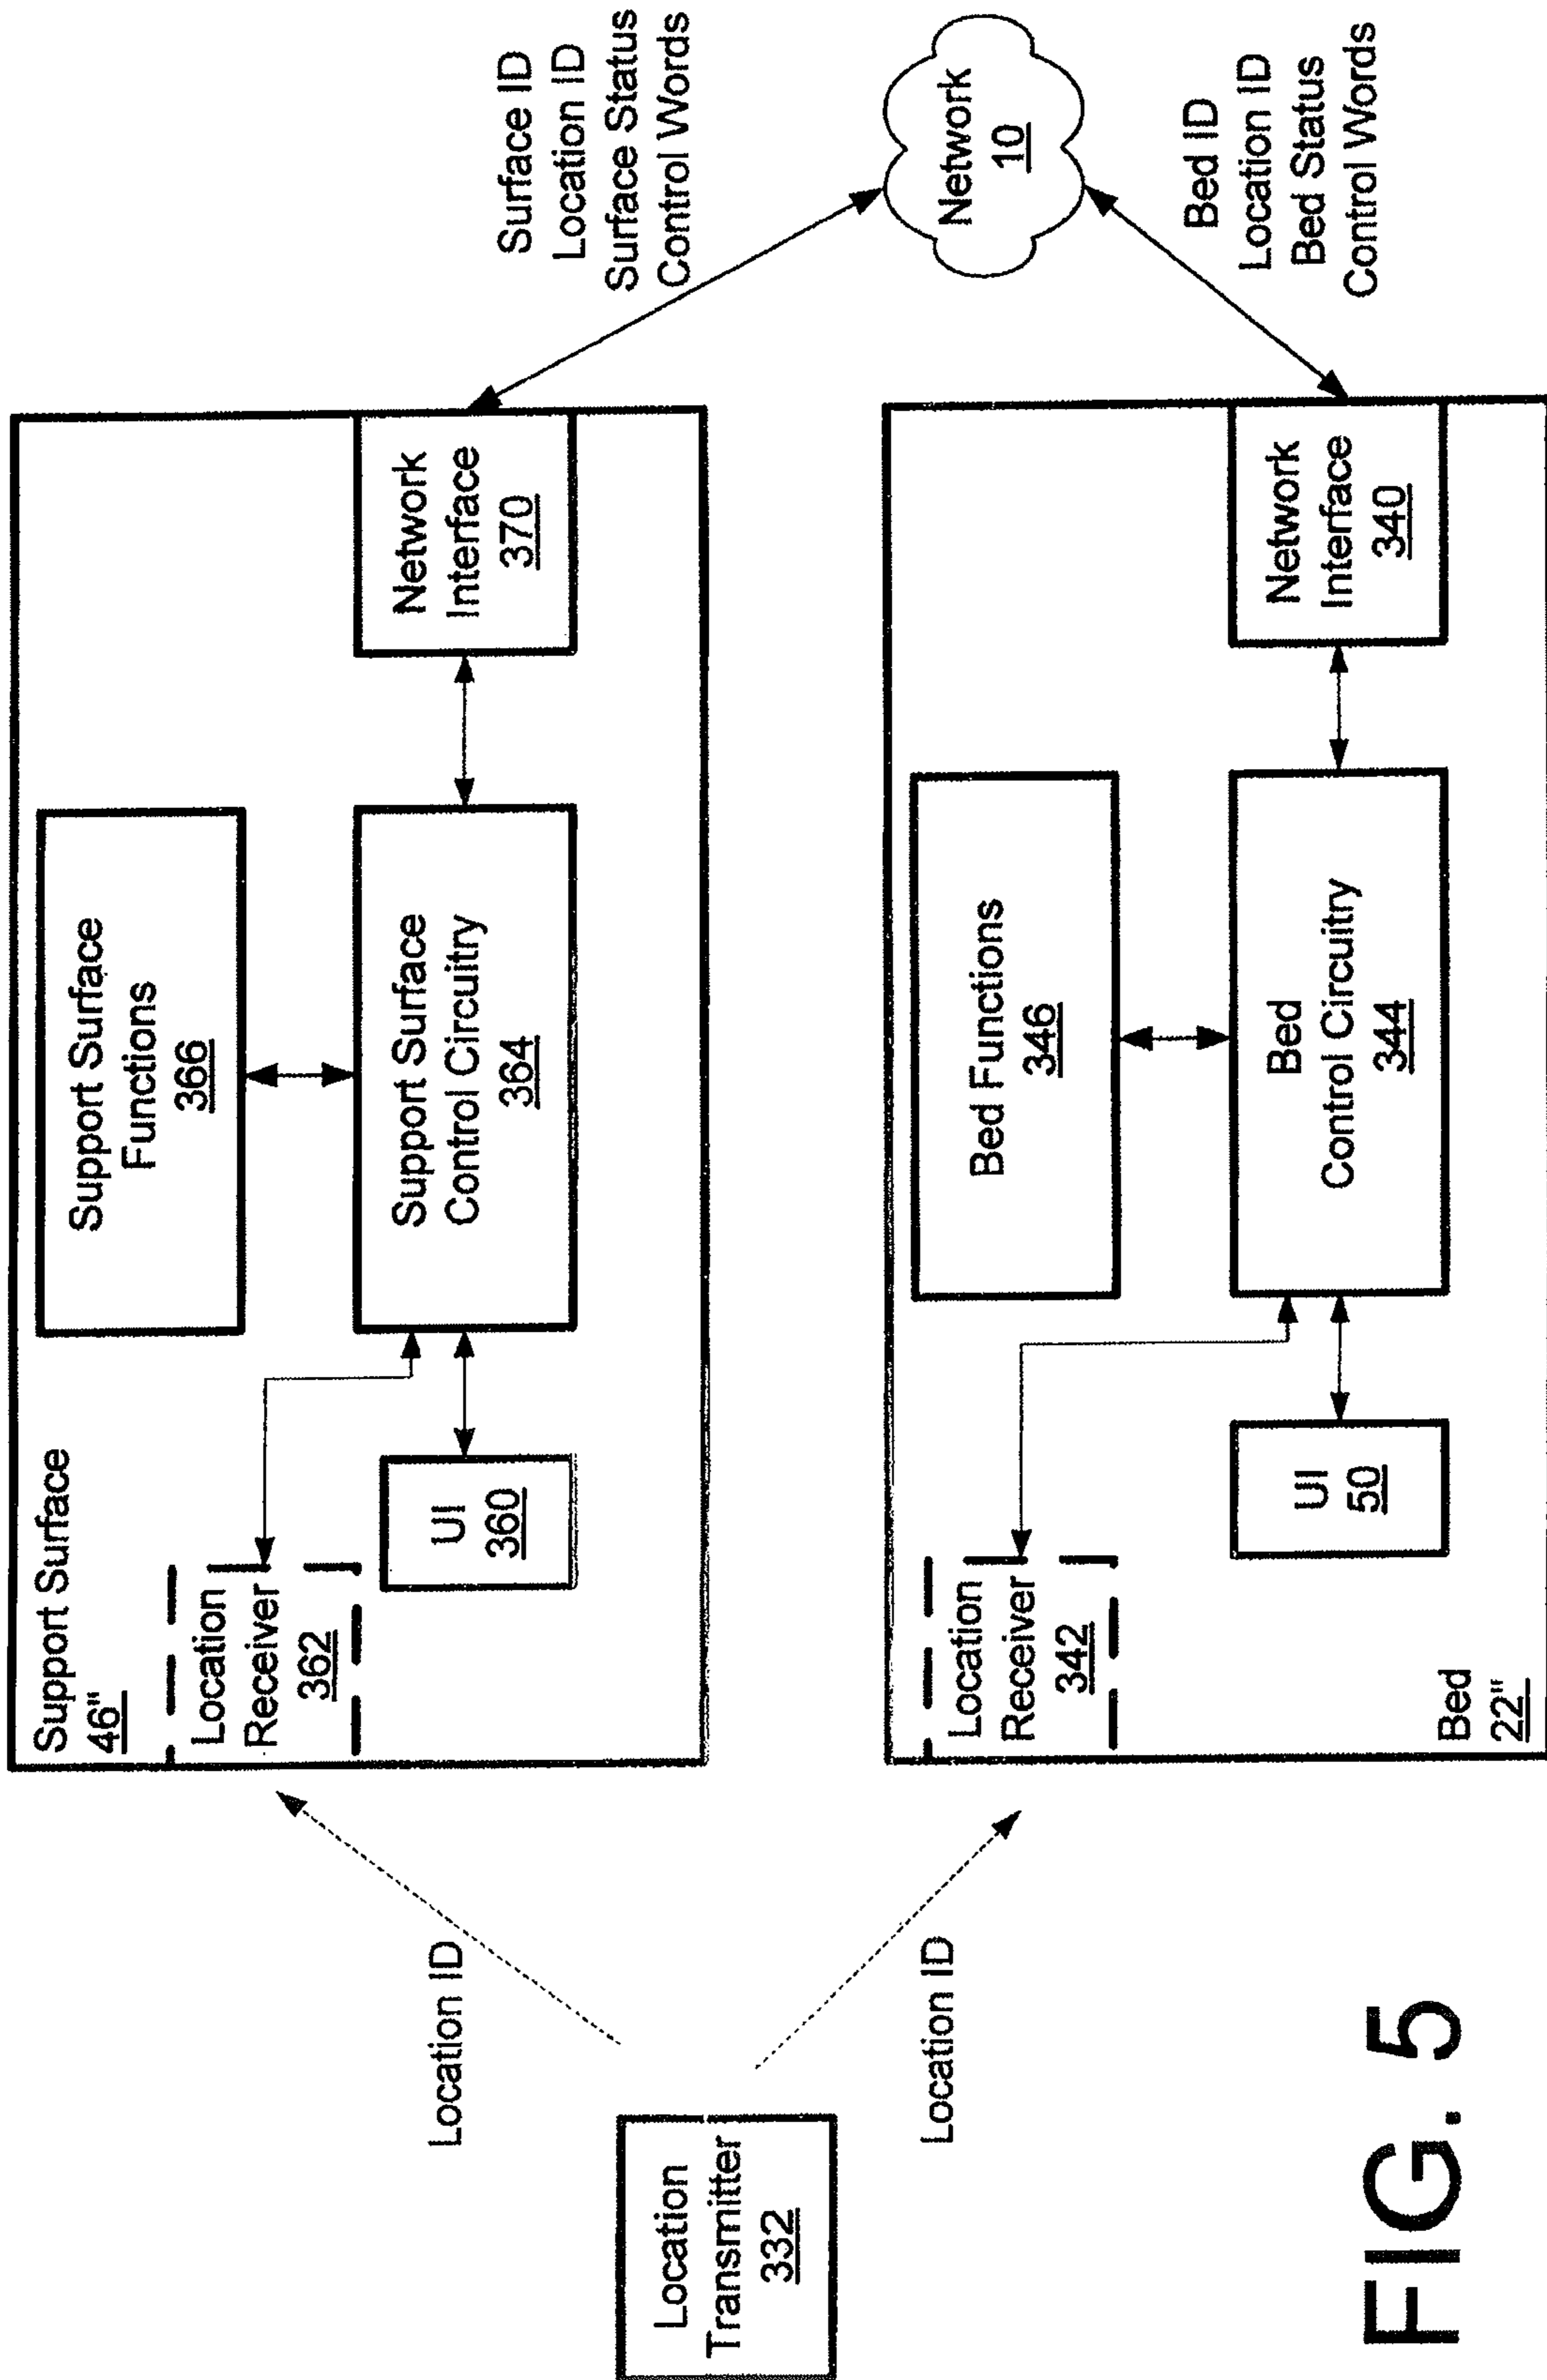 Support Surface
46"
Support Surface
Functions
366
Location
Receiver
362
UI
360
Support Surface
Control Circuitry
364
Network
Interface
370
Surface ID
Location ID
Surface Status
Control Words
Location ID
Location
Transmitter
332
Location ID
Network
10
Bed Functions
346
Location
Receiver
342
UI
50
Bed
Control Circuitry
344
Network
Interface
340
Bed ID
Location ID
Bed Status
Control Words
Bed
22"
FIG. 5